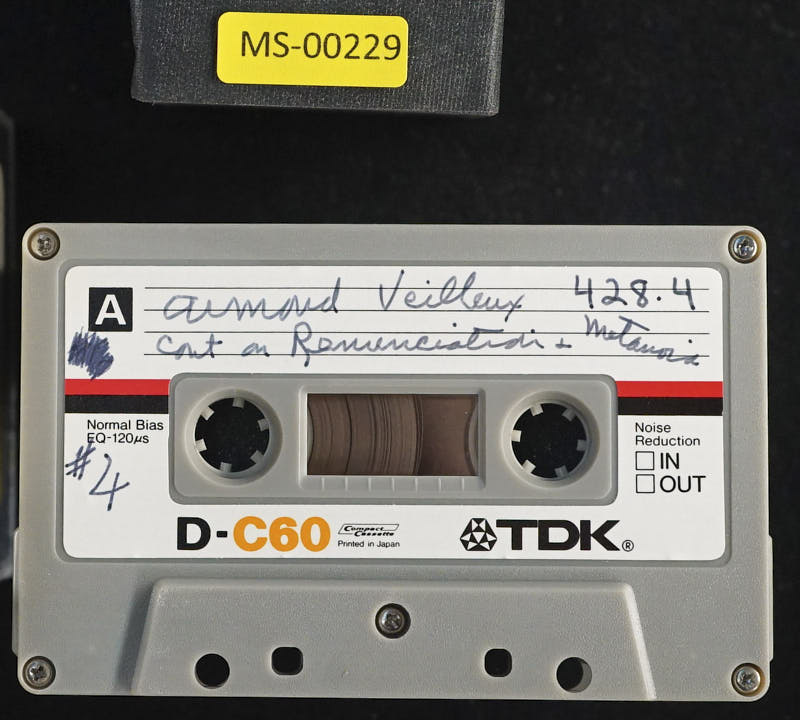 MS-00229
A Armand Veilleux 428.4
Cont on Renunciation + Metanoia
Normal Bias
EQ-120μs
#4
Noise
Reduction
IN
OUT
D-C60
Compact
Cassette
Printed in Japan
TDK®